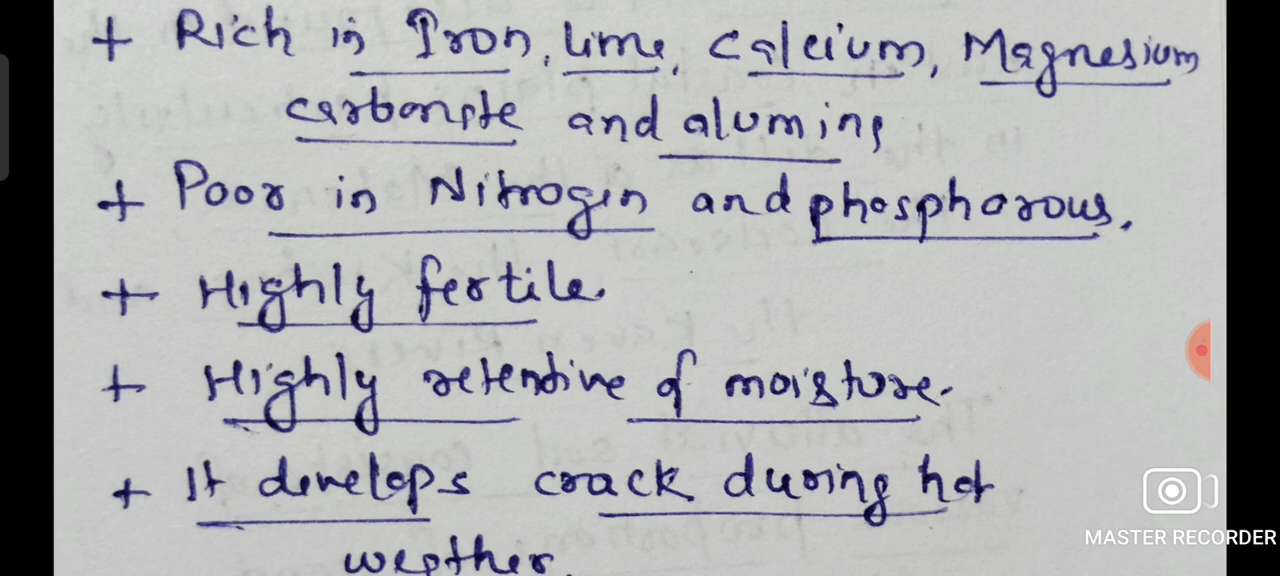 + Rich in Iron, lime, calcium, Magnesium
carbonate and alumina
+ Poor in Nitrogin and phosphorous.
+ Highly fertile.
+ Highly retentive of moisture.
+ It develops crack during hot
weather.
MASTER RECORDER